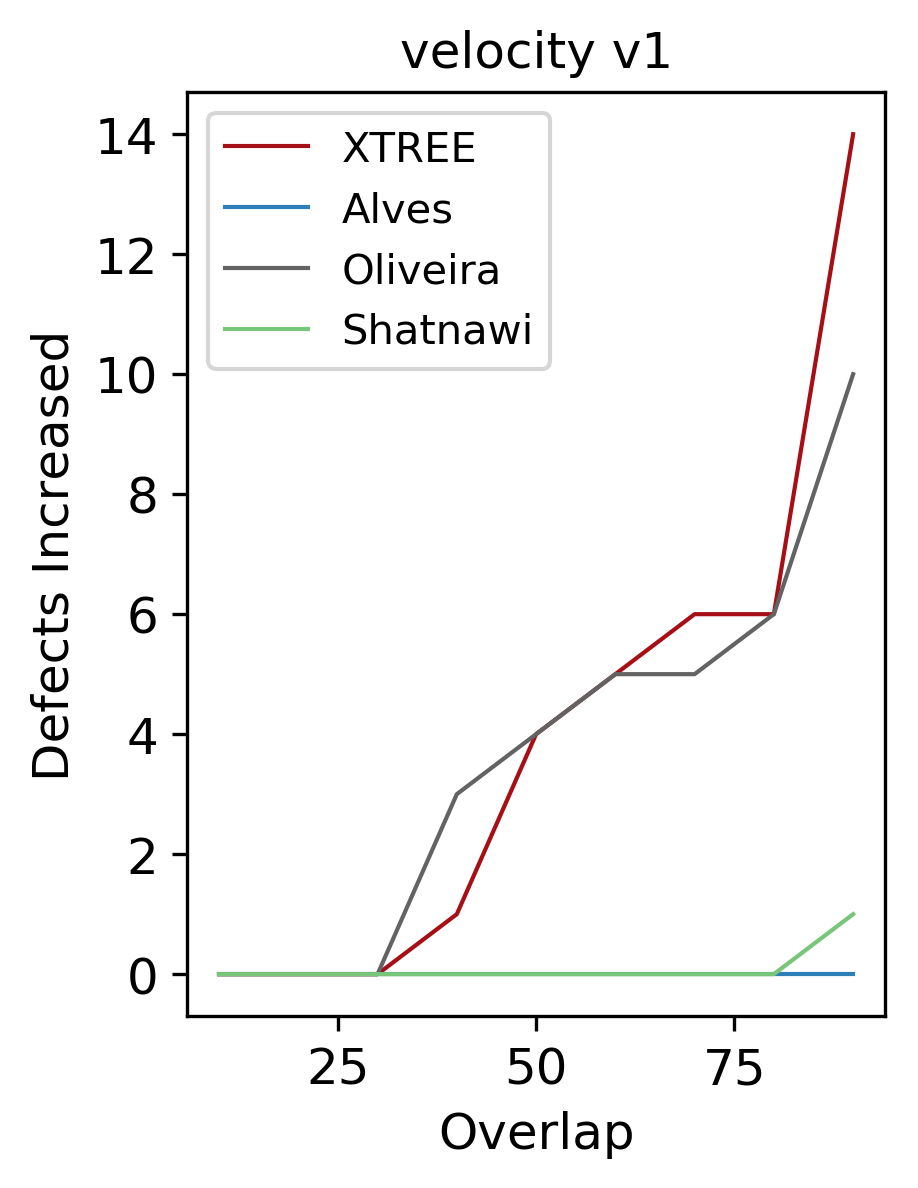 velocity v1
XTREE
Alves
Oliveira
Shatnawi
Defects Increased
14
12
10
8
6
4
2
0
25 50 75
Overlap